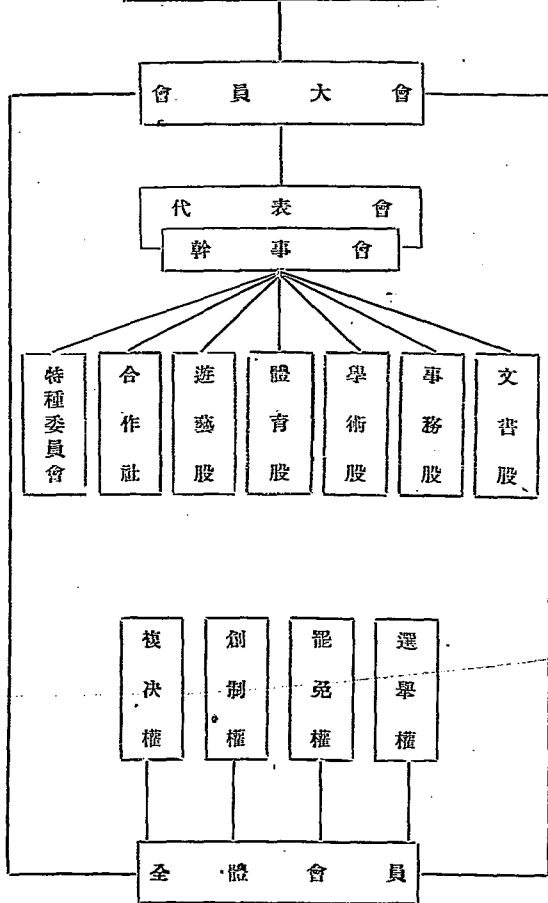 會員大會
代表會
幹事會
文書股
事務股
學術股
體育股
遊藝股
合作社
特種委員會
選舉權
罷免權
創制權
複決權
全體會員